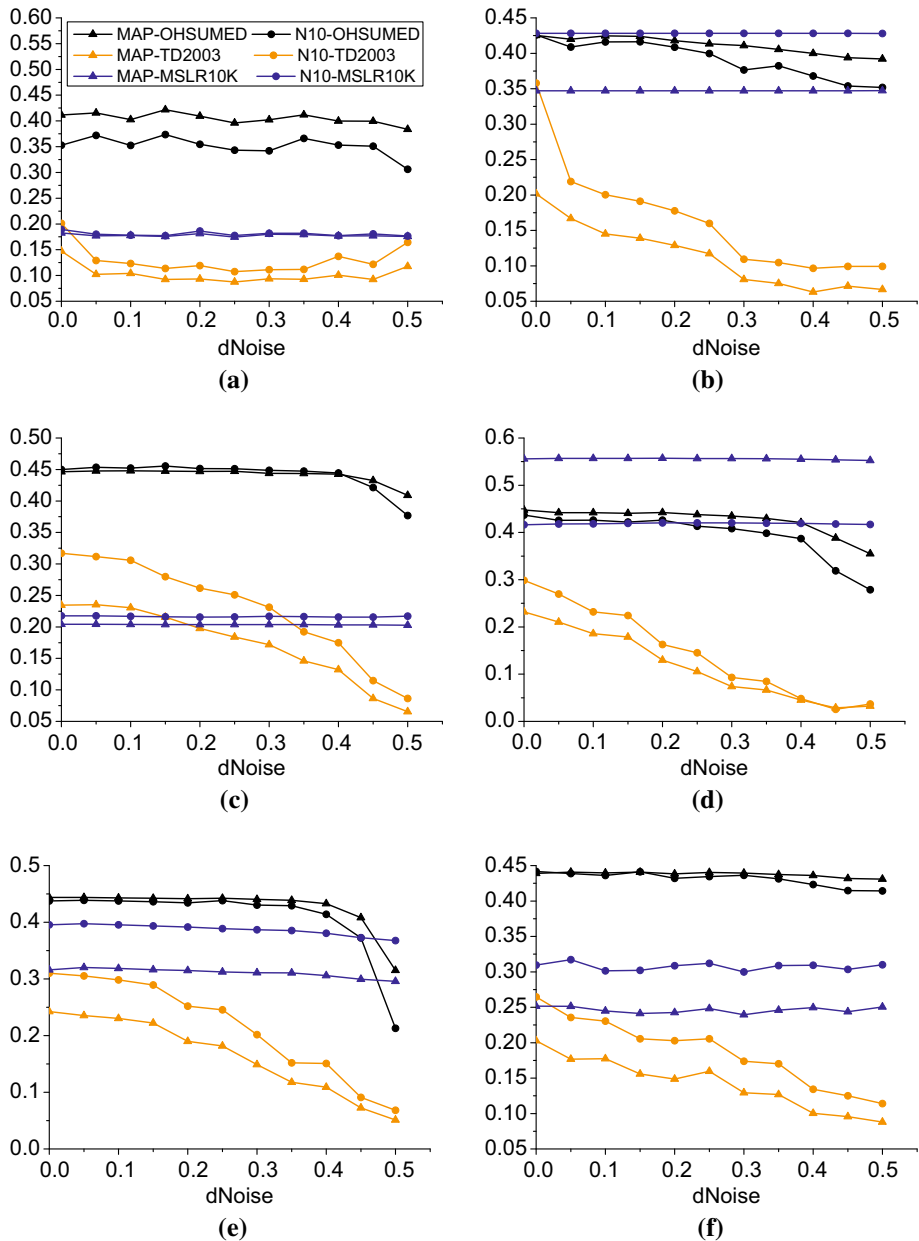 0.60
0.55
0.50
0.45
0.40
0.35
0.30
0.25
0.20
0.15
0.10
0.05
MAP-OHSUMED N10-OHSUMED
MAP-TD2003 N10-TD2003
MAP-MSLR10K N10-MSLR10K
0.0 0.1 0.2 0.3 0.4 0.5
dNoise
(a)
0.45
0.40
0.35
0.30
0.25
0.20
0.15
0.10
0.05
0.0 0.1 0.2 0.3 0.4 0.5
dNoise
(b)
0.50
0.45
0.40
0.35
0.30
0.25
0.20
0.15
0.10
0.05
0.0 0.1 0.2 0.3 0.4 0.5
dNoise
(c)
0.6
0.5
0.4
0.3
0.2
0.1
0.0
0.0 0.1 0.2 0.3 0.4 0.5
dNoise
(d)
0.5
0.4
0.3
0.2
0.1
0.0
0.0 0.1 0.2 0.3 0.4 0.5
dNoise
(e)
0.45
0.40
0.35
0.30
0.25
0.20
0.15
0.10
0.05
0.0 0.1 0.2 0.3 0.4 0.5
dNoise
(f)